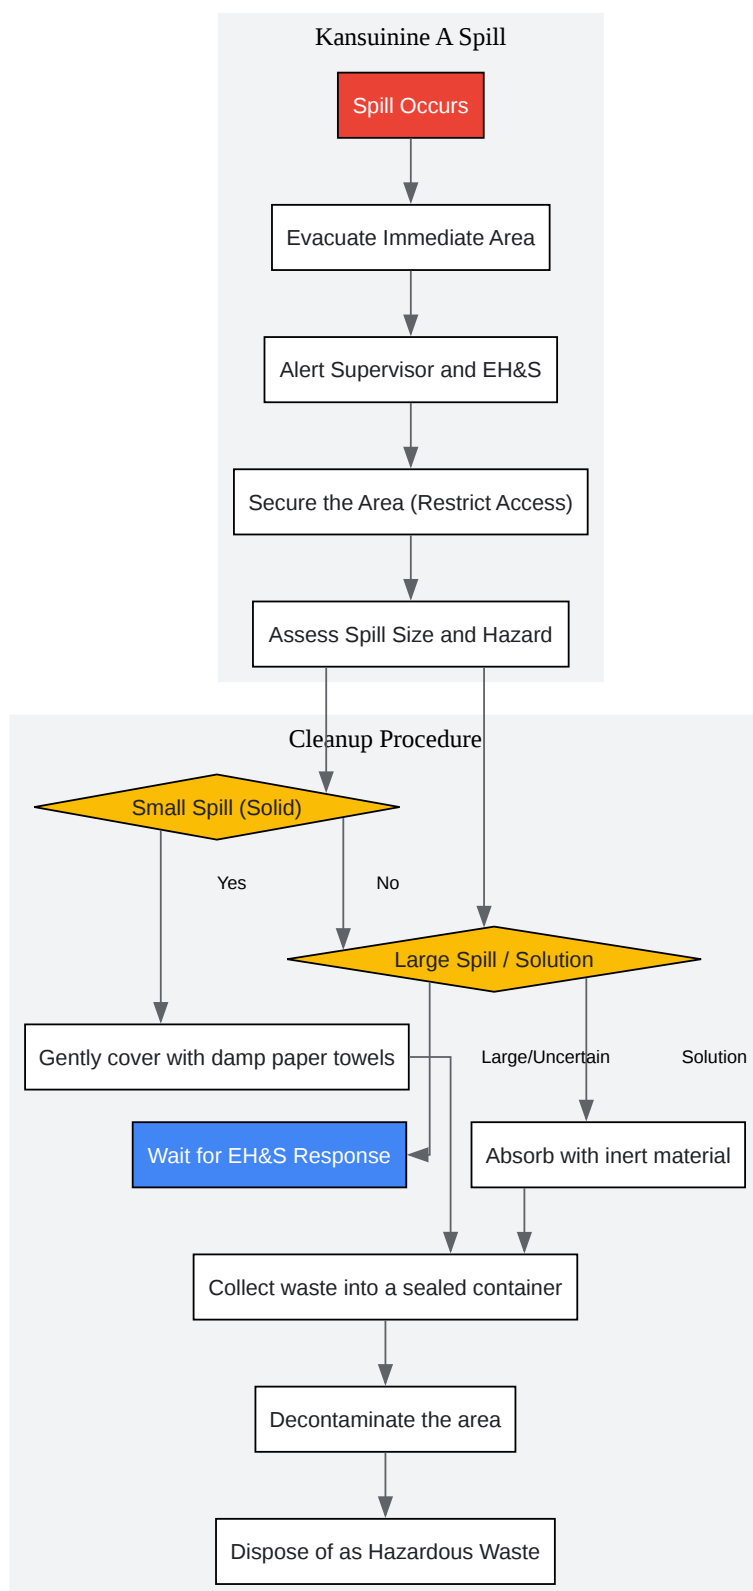 Kansuinine A Spill
Spill Occurs
Evacuate Immediate Area
Alert Supervisor and EH&S
Secure the Area (Restrict Access)
Assess Spill Size and Hazard
Cleanup Procedure
Small Spill (Solid)
Yes
No
Large Spill / Solution
Gently cover with damp paper towels
Large/Uncertain
Solution
Wait for EH&S Response
Absorb with inert material
Collect waste into a sealed container
Decontaminate the area
Dispose of as Hazardous Waste